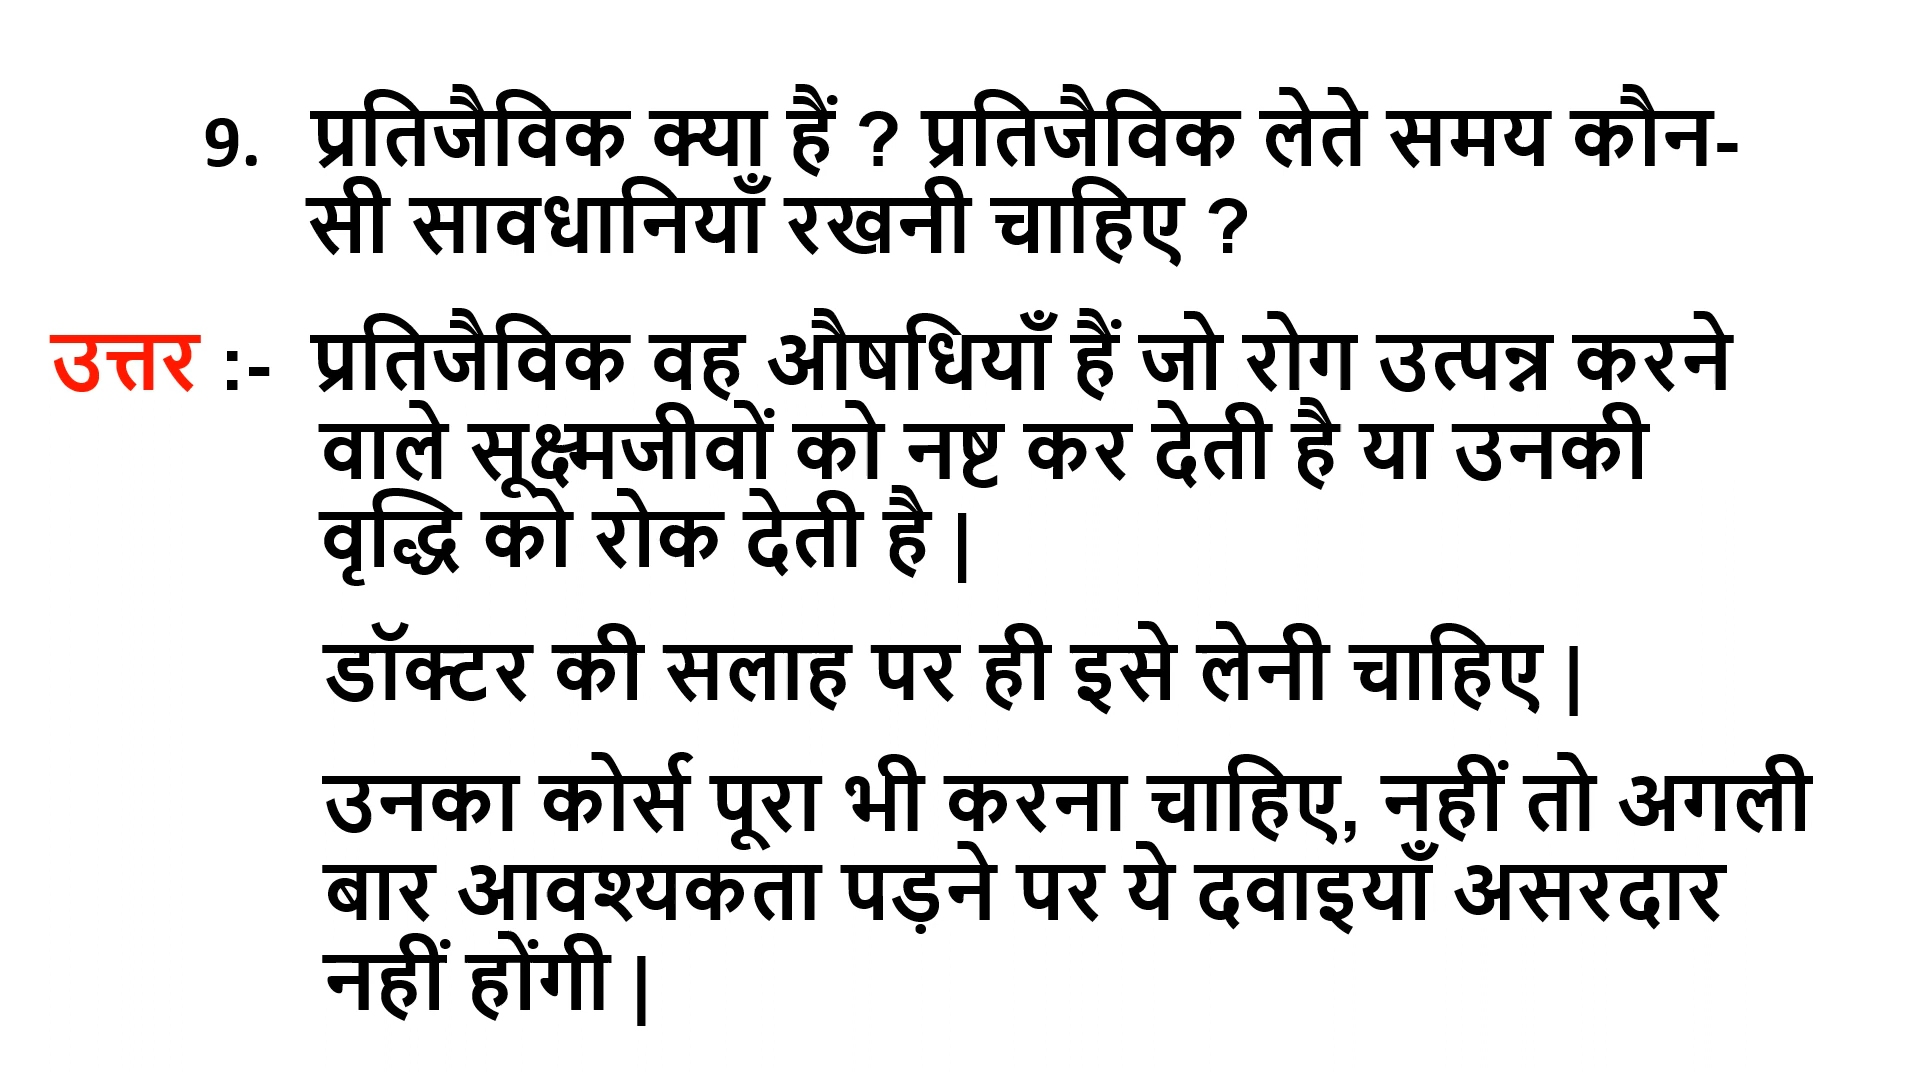 9. प्रतिजैविक क्या हैं ? प्रतिजैविक लेते समय कौन-
सी सावधानियाँ रखनी चाहिए ?
उत्तर :- प्रतिजैविक वह औषधियाँ हैं जो रोग उत्पन्न करने
वाले सूक्ष्मजीवों को नष्ट कर देती है या उनकी
वृद्धि को रोक देती है |
डॉक्टर की सलाह पर ही इसे लेनी चाहिए |
उनका कोर्स पूरा भी करना चाहिए, नहीं तो अगली
बार आवश्यकता पड़ने पर ये दवाइयाँ असरदार
नहीं होंगी |